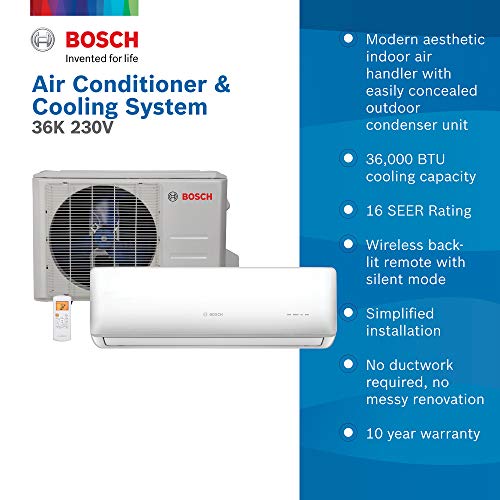 BOSCH
Invented for life
Air Conditioner &
Cooling System
36K 230V
BOSCH
BOSCH
Modern aesthetic
indoor air
handler with
easily concealed
outdoor
condenser unit
36,000 BTU
cooling capacity
16 SEER Rating
Wireless back-
lit remote with
silent mode
Simplified
installation
No ductwork
required, no
messy renovation
10 year warranty